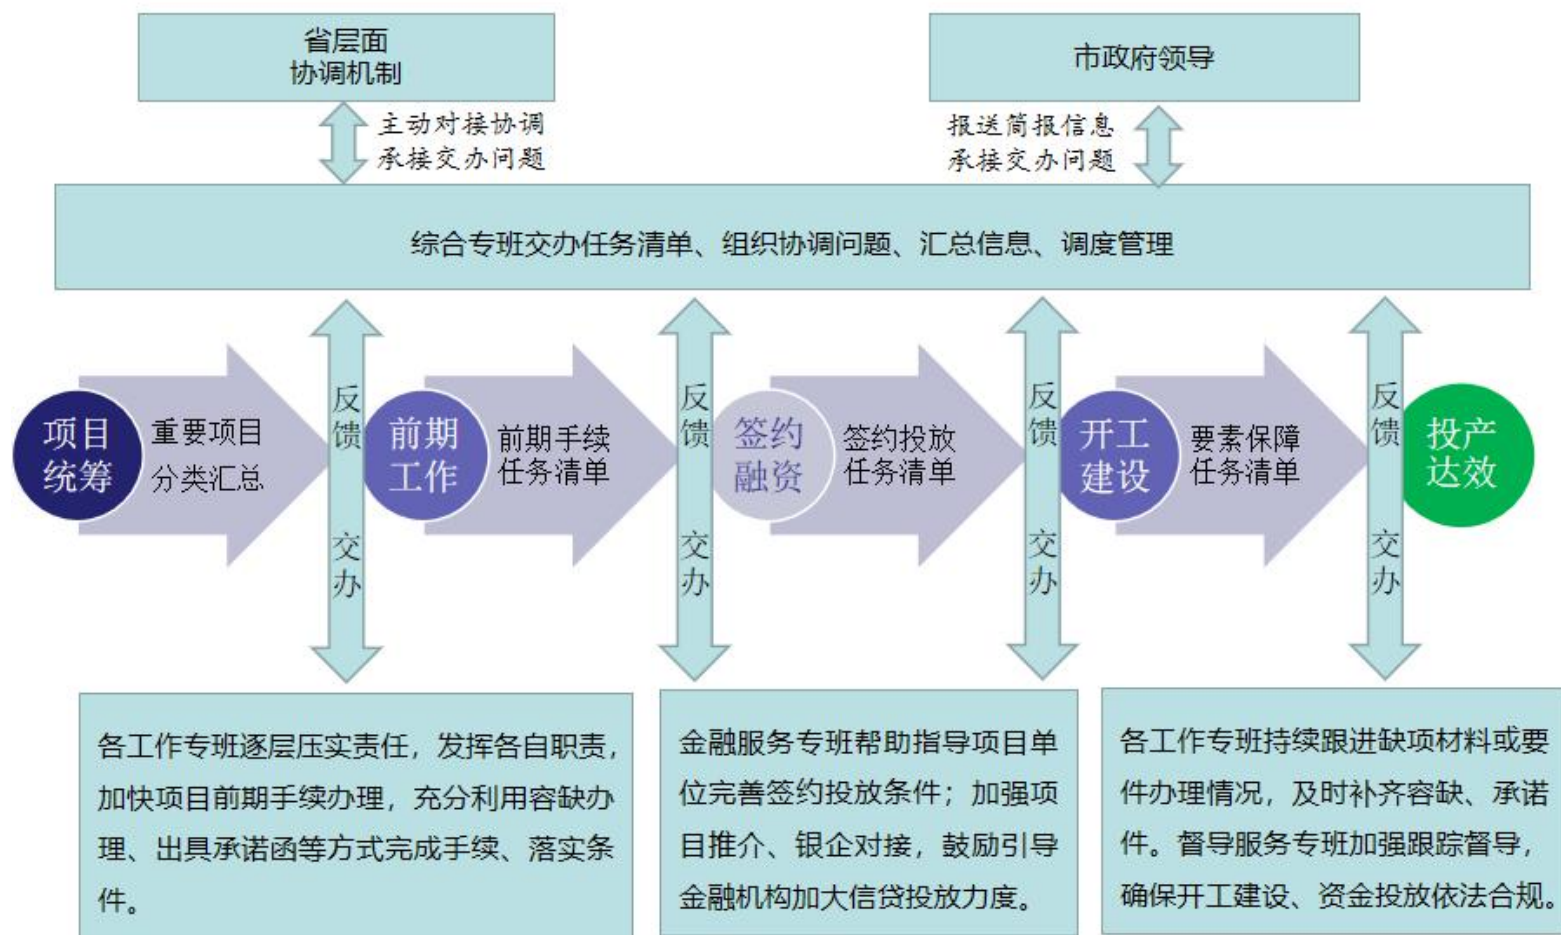 省层面
协调机制
市政府领导
主动对接协调
承接交办问题
报送简报信息
承接交办问题
综合专班交办任务清单、组织协调问题、汇总信息、调度管理
项目
统筹
重要项目
分类汇总
反馈
交办
前期
工作
前期手续
任务清单
反馈
交办
签约
融资
签约投放
任务清单
反馈
交办
开工
建设
要素保障
任务清单
反馈
交办
投产
达效
各工作专班逐层压实责任，发挥各自职责，
加快项目前期手续办理，充分利用容缺办
理、出具承诺函等方式完成手续、落实条
件。
金融服务专班帮助指导项目单
位完善签约投放条件；加强项
目推介、银企对接，鼓励引导
金融机构加大信贷投放力度。
各工作专班持续跟进缺项材料或要
件办理情况，及时补齐容缺、承诺
件。督导服务专班加强跟踪督导，
确保开工建设、资金投放依法合规。